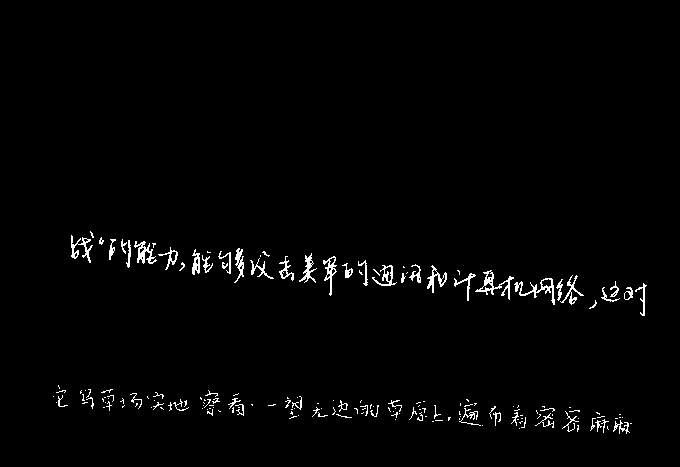 战”的能力,能够攻击美军的通讯和计算机网络,这对
它与草场实地察看.一望无边的草原上,遍布着密密麻麻